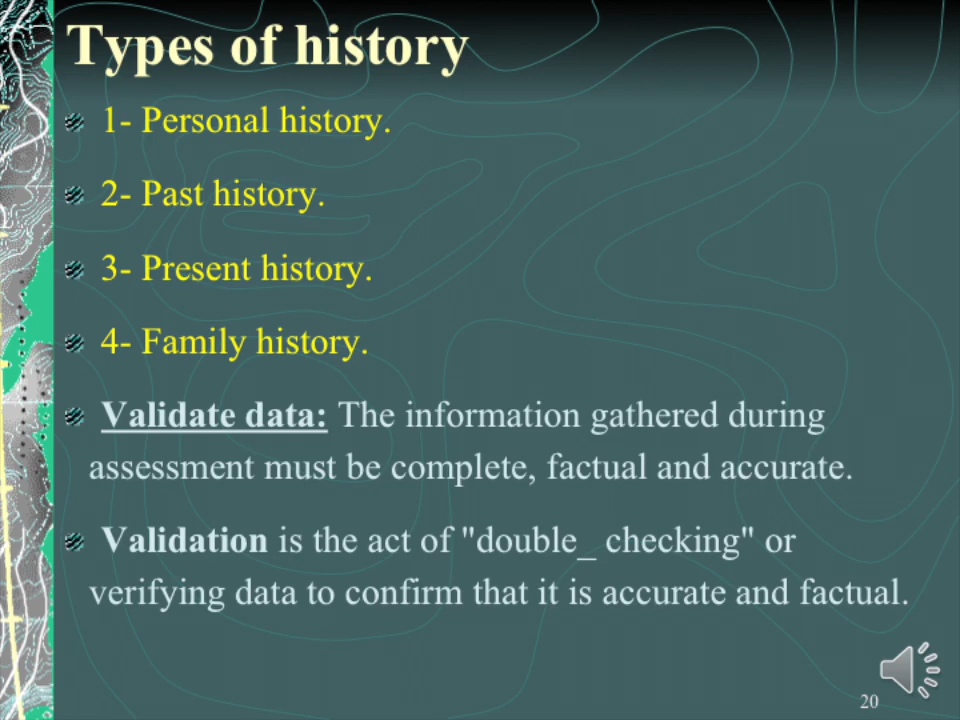 Types of history
1- Personal history.
2- Past history.
3- Present history.
4- Family history.
Validate data: The information gathered during
assessment must be complete, factual and accurate.
Validation is the act of "double_ checking" or
verifying data to confirm that it is accurate and factual.
20